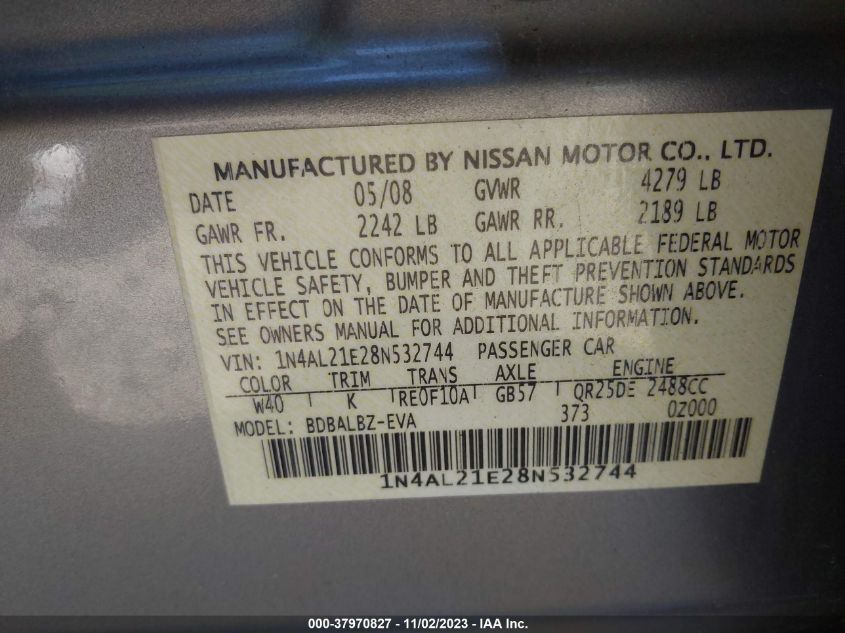 MANUFACTURED BY NISSAN MOTOR CO., LTD.
DATE 05/08 GVWR 4279 LB
GAWR FR. 2242 LB GAWR RR. 2189 LB
THIS VEHICLE CONFORMS TO ALL APPLICABLE FEDERAL MOTOR
VEHICLE SAFETY, BUMPER AND THEFT PREVENTION STANDARDS
IN EFFECT ON THE DATE OF MANUFACTURE SHOWN ABOVE.
SEE OWNERS MANUAL FOR ADDITIONAL INFORMATION.
VIN: 1N4AL21E28N532744 PASSENGER CAR
COLOR TRIM TRANS AXLE ENGINE
W40 K RE0F10A GB57 QR25DE 2488CC
MODEL: BDBALBZ-EVA 373 0Z000
1N4AL21E28N532744
000-37970827 - 11/02/2023 - IAA Inc.